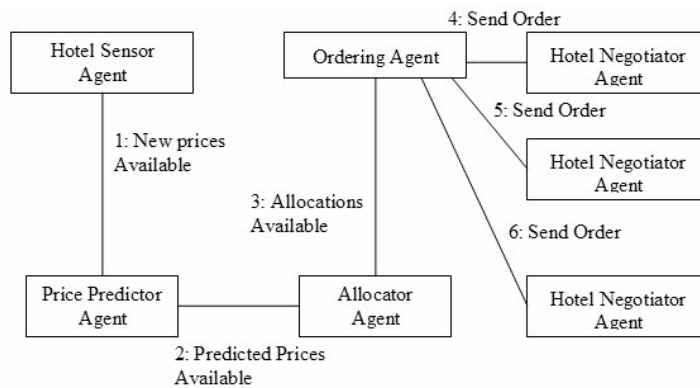 4: Send Order
Hotel Sensor
Agent
Ordering Agent
Hotel Negotiator
Agent
5: Send Order
1: New prices
Available
Hotel Negotiator
Agent
3: Allocations
Available
6: Send Order
Price Predictor
Agent
Allocator
Agent
Hotel Negotiator
Agent
2: Predicted Prices
Available